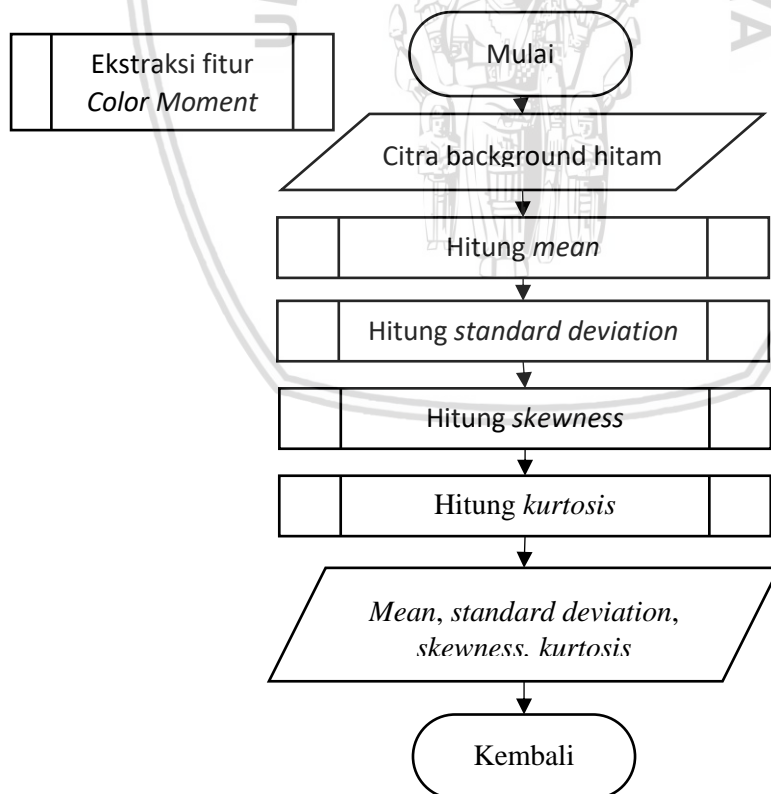 Ekstraksi fitur
Color Moment
Mulai
Citra background hitam
Hitung mean
Hitung standard deviation
Hitung skewness
Hitung kurtosis
Mean, standard deviation,
skewness, kurtosis
Kembali